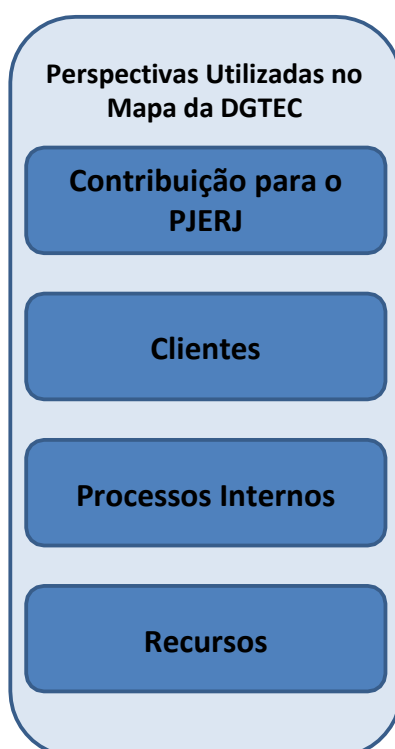 Perspectivas Utilizadas no
Mapa da DGTEC
Contribuição para o
PJERJ
Clientes
Processos Internos
Recursos